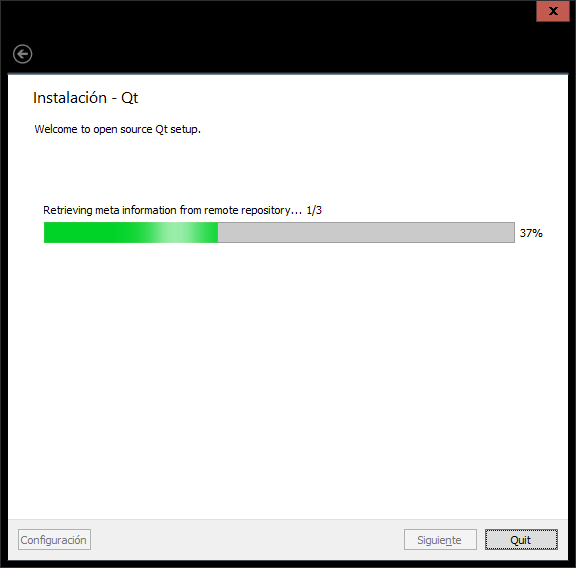 Instalación - Qt
Welcome to open source Qt setup.
Retrieving meta information from remote repository... 1/3
37%
Configuración
Siguiente
Quit